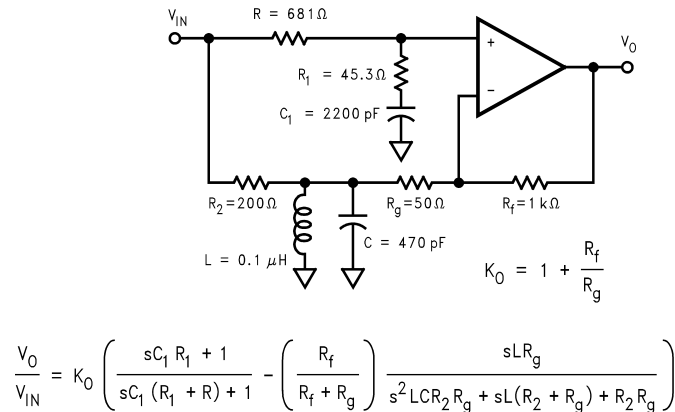 V_IN
R = 681Ω
V_O
+
R_1 = 45.3Ω
−
C_1 = 2200 pF
R_2=200Ω
R_g=50Ω
R_f=1 kΩ
C = 470 pF
L = 0.1 μH
K_O = 1 + R_f / R_g
V_O / V_IN = K_O ( (sC_1 R_1 + 1) / (sC_1 (R_1 + R) + 1) − ( R_f / (R_f + R_g) ) sLR_g / (s^2 LCR_2 R_g + sL(R_2 + R_g) + R_2 R_g) )